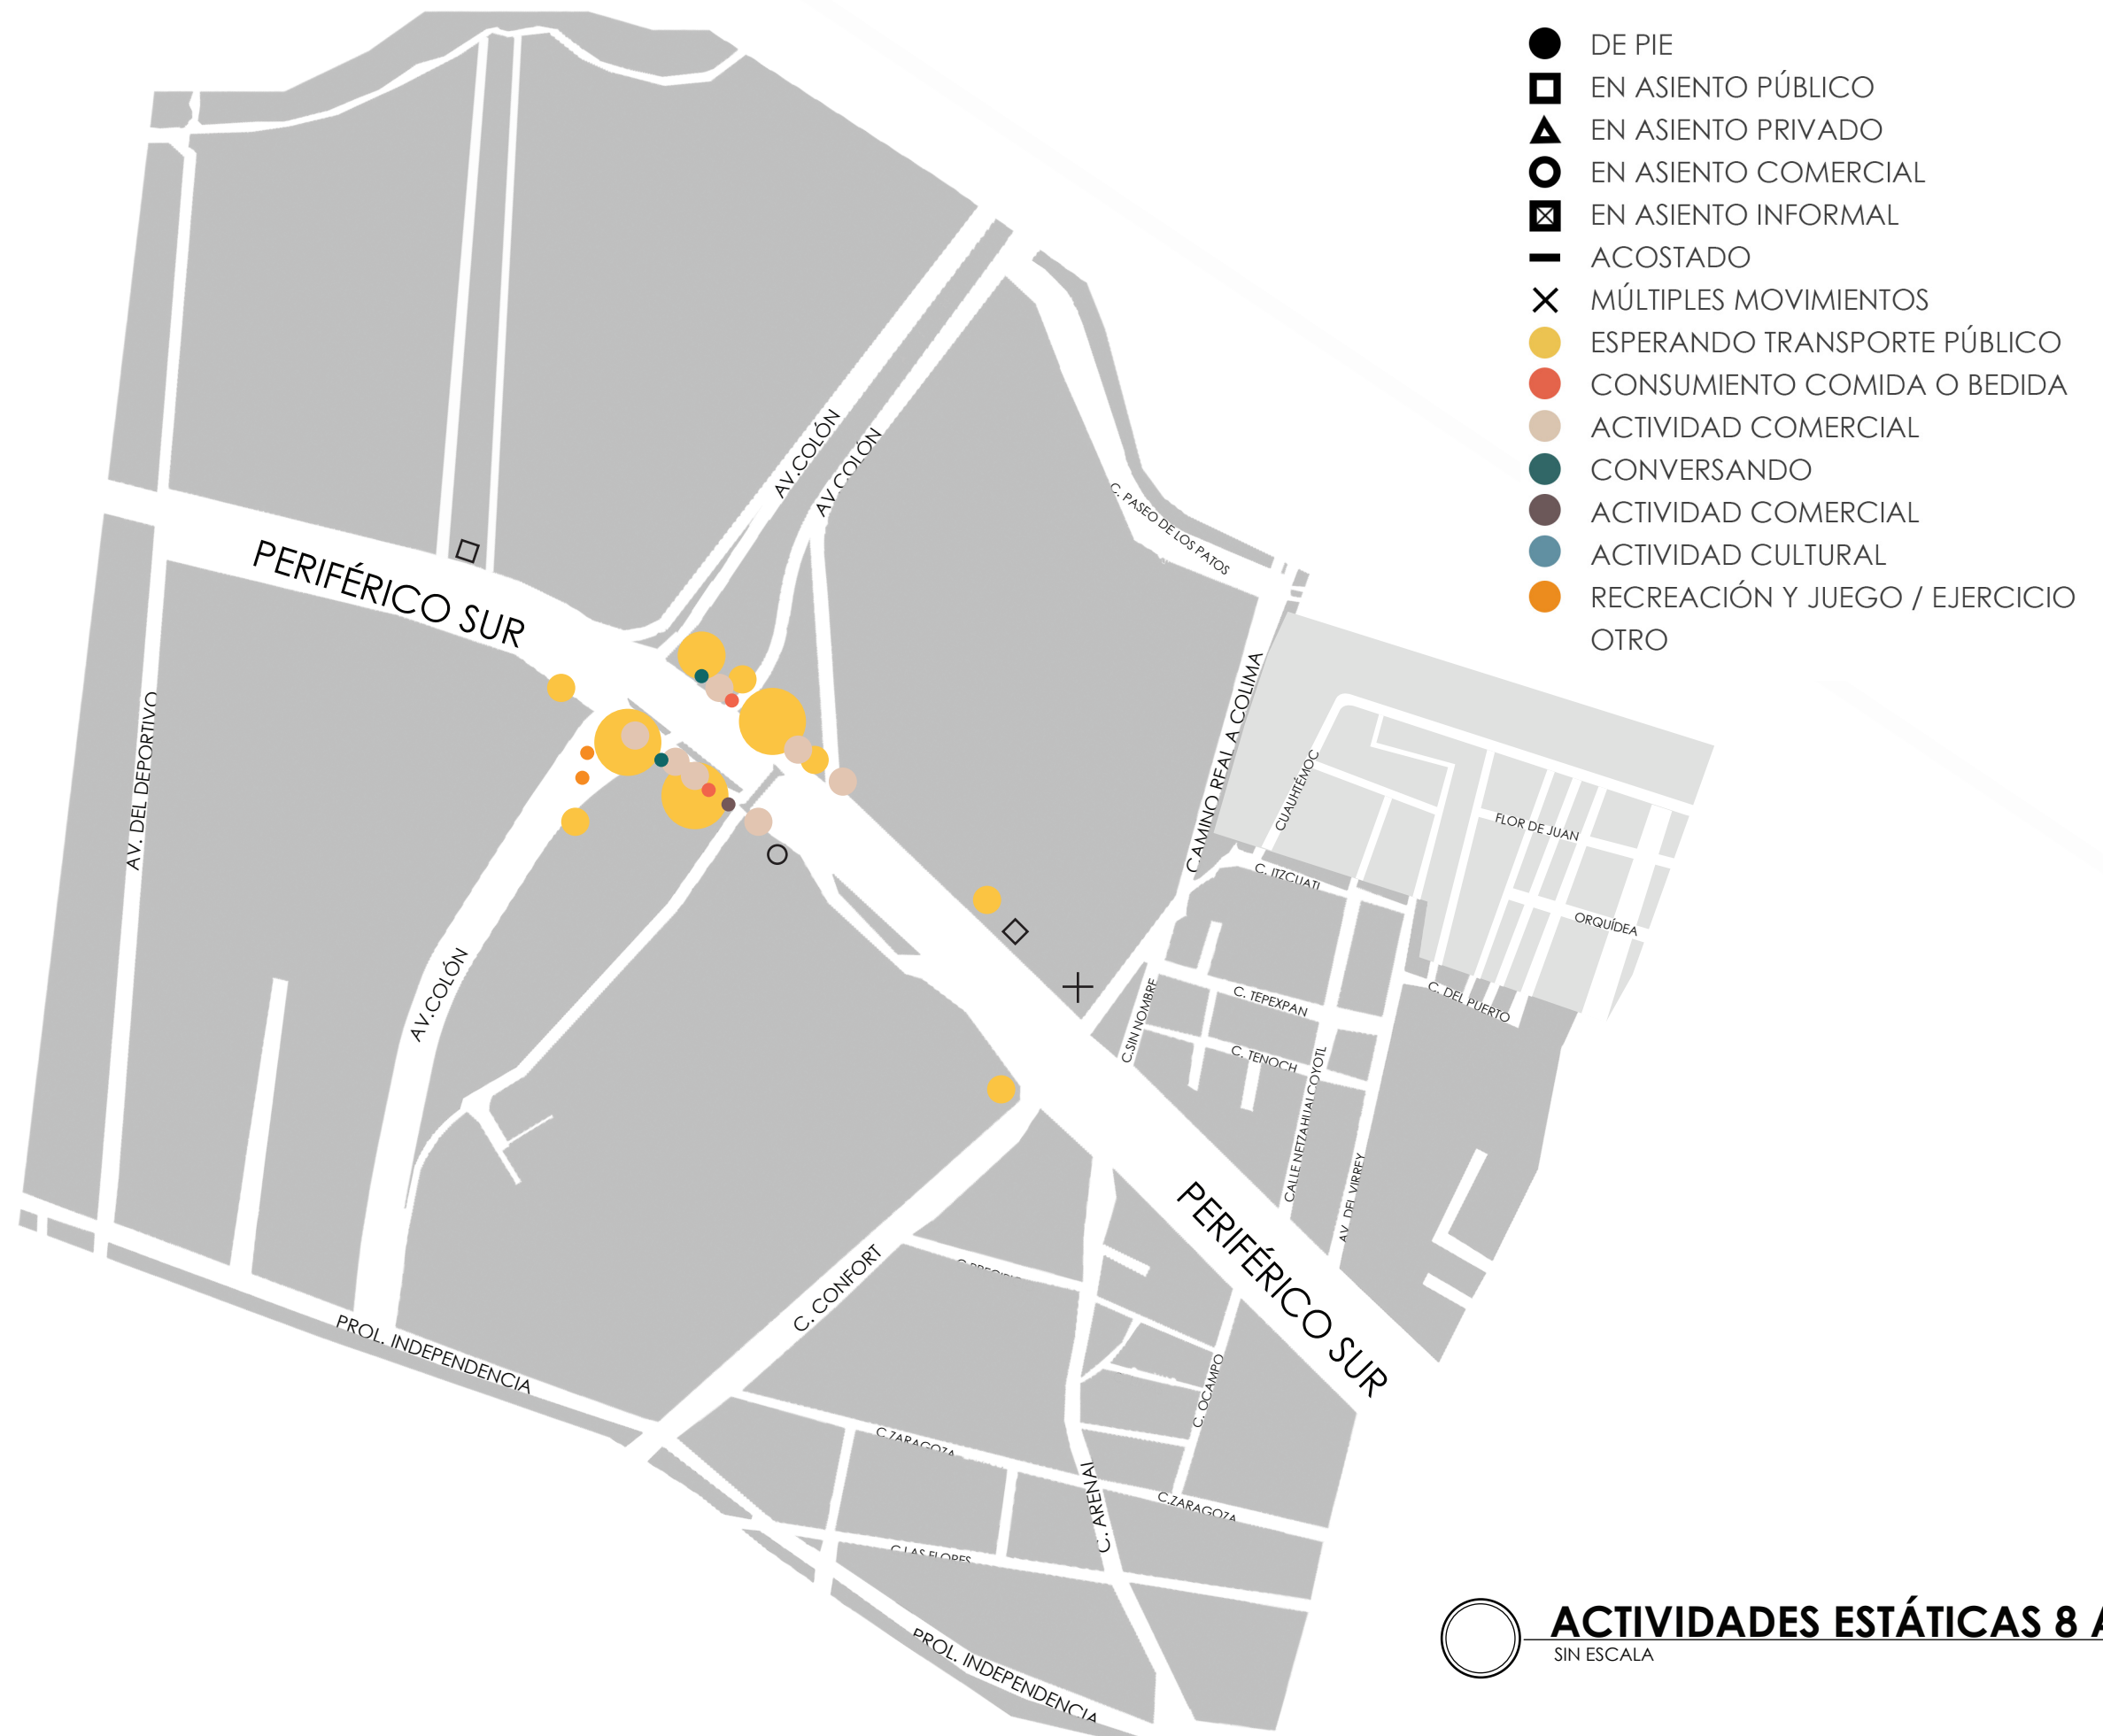 DE PIE
EN ASIENTO PÚBLICO
EN ASIENTO PRIVADO
EN ASIENTO COMERCIAL
EN ASIENTO INFORMAL
ACOSTADO
MÚLTIPLES MOVIMIENTOS
ESPERANDO TRANSPORTE PÚBLICO
CONSUMIENTO COMIDA O BEDIDA
ACTIVIDAD COMERCIAL
CONVERSANDO
ACTIVIDAD COMERCIAL
ACTIVIDAD CULTURAL
RECREACIÓN Y JUEGO / EJERCICIO
OTRO
AV.COLÓN
AV.COLÓN
C. PASEO DE LOS PATOS
PERIFÉRICO SUR
AV. DEL DEPORTIVO
CAMINO REAL A COLIMA
CUAUHTÉMOC
FLOR DE JUAN
C. ITZCUATL
ORQUÍDEA
AV.COLÓN
C.SIN NOMBRE
C. TEPEXPAN
C. DEL PUERTO
C. TENOCH
CALLE NETZAHUALCOYOTL
AV. DEL VIRREY
PERIFÉRICO SUR
C. CONFORT
PROL. INDEPENDENCIA
C. OCAMPO
C.ZARAGOZA
C. ARENAL
C.ZARAGOZA
C.LAS FLORES
PROL. INDEPENDENCIA
ACTIVIDADES ESTÁTICAS 8 A
SIN ESCALA